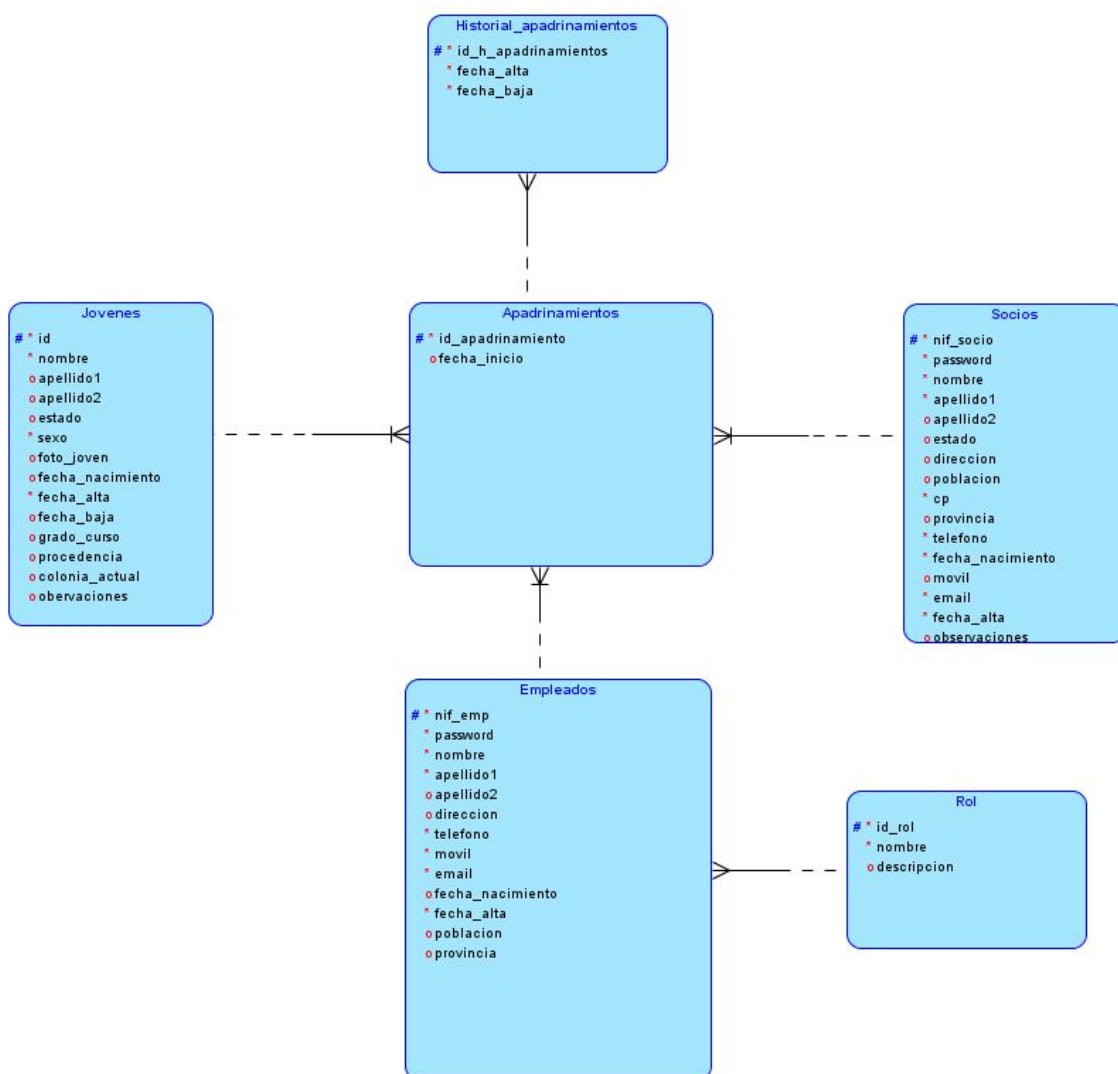 Historial_apadrinamientos
# * id_h_apadrinamientos
* fecha_alta
* fecha_baja
Jovenes
# * id
* nombre
o apellido1
o apellido2
o estado
* sexo
o foto_joven
o fecha_nacimiento
* fecha_alta
o fecha_baja
o grado_curso
o procedencia
o colonia_actual
o obervaciones
Apadrinamientos
# * id_apadrinamiento
o fecha_inicio
Socios
# * nif_socio
* password
* nombre
* apellido1
o apellido2
o estado
o direccion
o poblacion
* cp
o provincia
* telefono
* fecha_nacimiento
o movil
* email
* fecha_alta
o observaciones
Empleados
# * nif_emp
* password
* nombre
* apellido1
o apellido2
o direccion
* telefono
* movil
* email
o fecha_nacimiento
* fecha_alta
o poblacion
o provincia
Rol
# * id_rol
* nombre
o descripcion